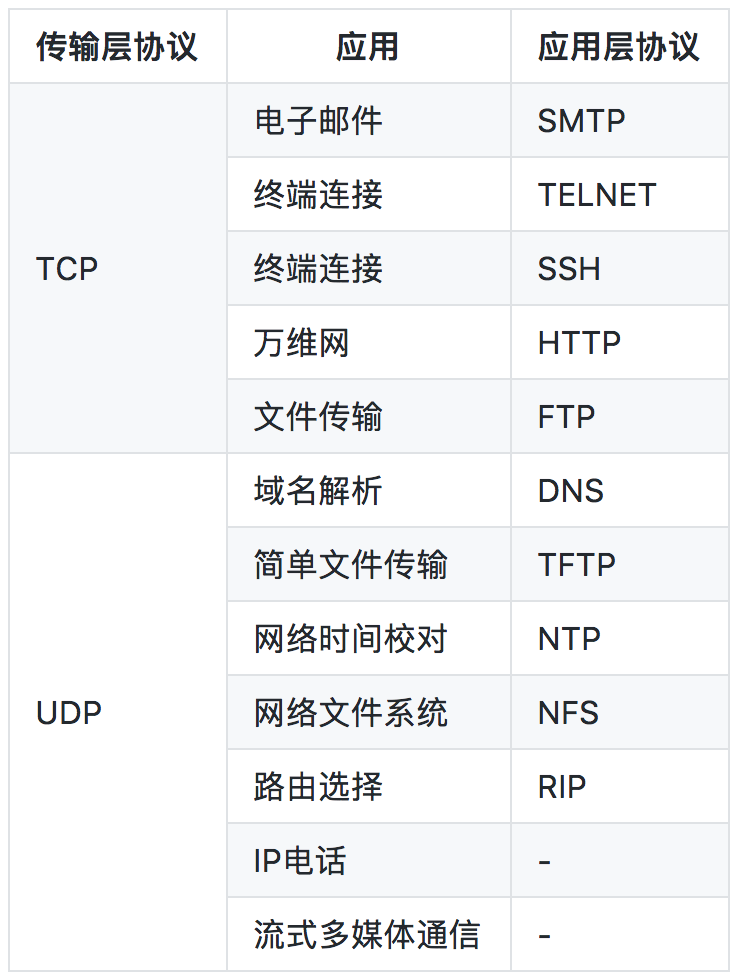 传输层协议 应用 应用层协议
电子邮件 SMTP
终端连接 TELNET
TCP 终端连接 SSH
万维网 HTTP
文件传输 FTP
域名解析 DNS
简单文件传输 TFTP
网络时间校对 NTP
UDP 网络文件系统 NFS
路由选择 RIP
IP电话 -
流式多媒体通信 -